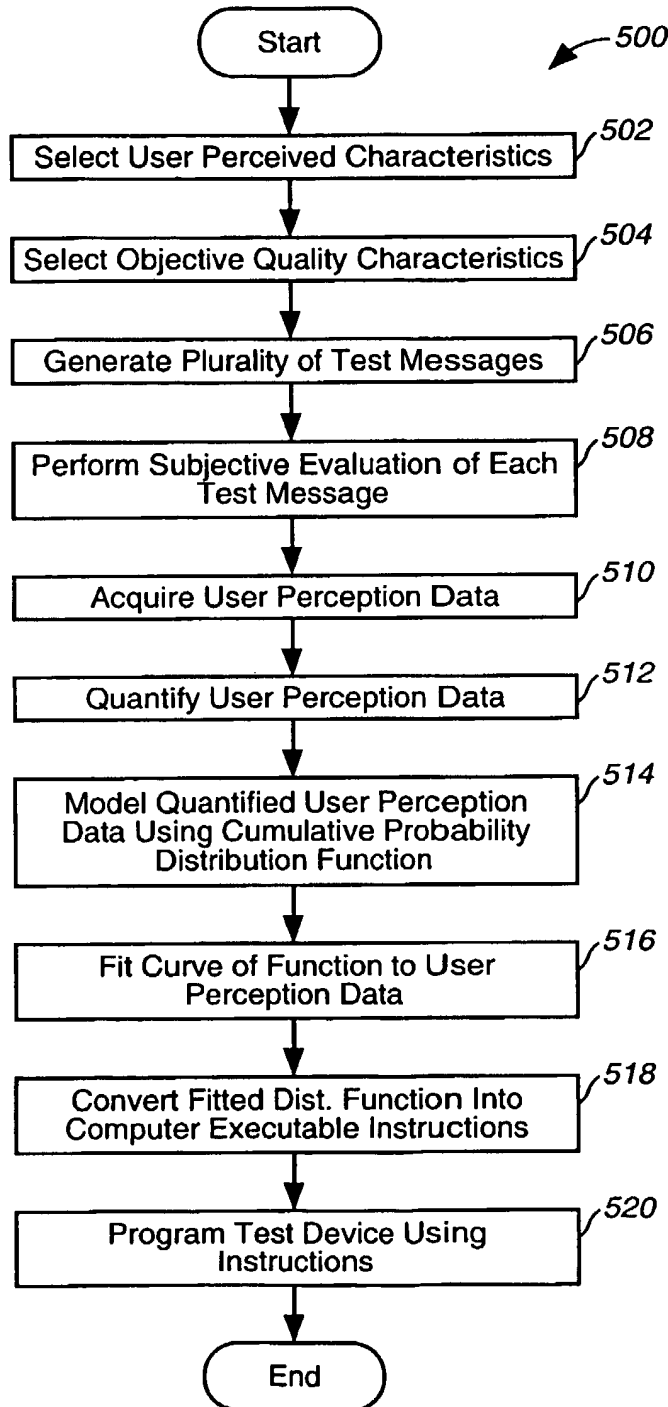 Start
500
502
Select User Perceived Characteristics
504
Select Objective Quality Characteristics
506
Generate Plurality of Test Messages
508
Perform Subjective Evaluation of Each
Test Message
510
Acquire User Perception Data
512
Quantify User Perception Data
514
Model Quantified User Perception
Data Using Cumulative Probability
Distribution Function
516
Fit Curve of Function to User
Perception Data
518
Convert Fitted Dist. Function Into
Computer Executable Instructions
520
Program Test Device Using
Instructions
End